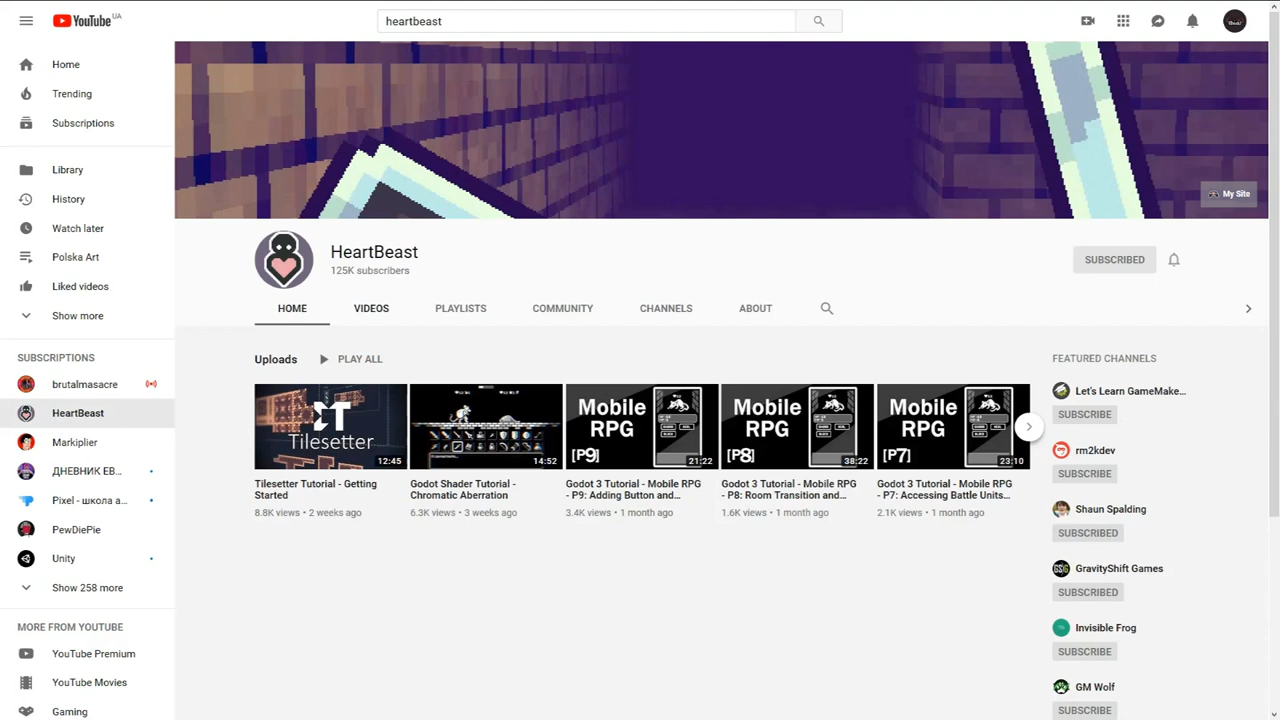 YouTube UA
heartbeast
Home
Trending
Subscriptions
Library
History
Watch later
Polska Art
Liked videos
Show more
SUBSCRIPTIONS
brutalmasacre
HeartBeast
Markiplier
ДНЕВНИК ЕВ...
Pixel - школа а...
PewDiePie
Unity
Show 258 more
MORE FROM YOUTUBE
YouTube Premium
YouTube Movies
Gaming
My Site
HeartBeast
125K subscribers
SUBSCRIBED
HOME VIDEOS PLAYLISTS COMMUNITY CHANNELS ABOUT
Uploads PLAY ALL
Tilesetter
12:45
Tilesetter Tutorial - Getting
Started
8.8K views • 2 weeks ago
14:52
Godot Shader Tutorial -
Chromatic Aberration
6.3K views • 3 weeks ago
Mobile
RPG
[P9]
21:22
Godot 3 Tutorial - Mobile RPG
- P9: Adding Button and...
3.4K views • 1 month ago
Mobile
RPG
[P8]
38:22
Godot 3 Tutorial - Mobile RPG
- P8: Room Transition and...
1.6K views • 1 month ago
Mobile
RPG
[P7]
23:10
Godot 3 Tutorial - Mobile RPG
- P7: Accessing Battle Units...
2.1K views • 1 month ago
FEATURED CHANNELS
Let's Learn GameMake...
SUBSCRIBE
rm2kdev
SUBSCRIBE
Shaun Spalding
SUBSCRIBED
GravityShift Games
SUBSCRIBED
Invisible Frog
SUBSCRIBE
GM Wolf
SUBSCRIBE